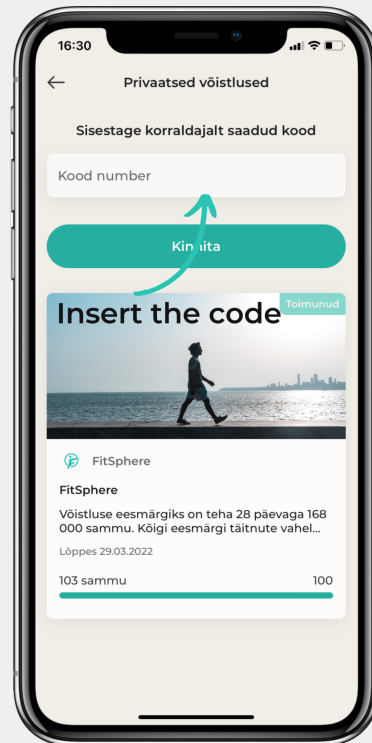 16:30
Privaatsed võistlused
Sisestage korraldajalt saadud kood
Kood number
Kinnita
Insert the code
Toimunud
FitSphere
FitSphere
Võistluse eesmärgiks on teha 28 päevaga 168
000 sammu. Kõigi eesmärgi täitnute vahel...
Lõppes 29.03.2022
103 sammu 100